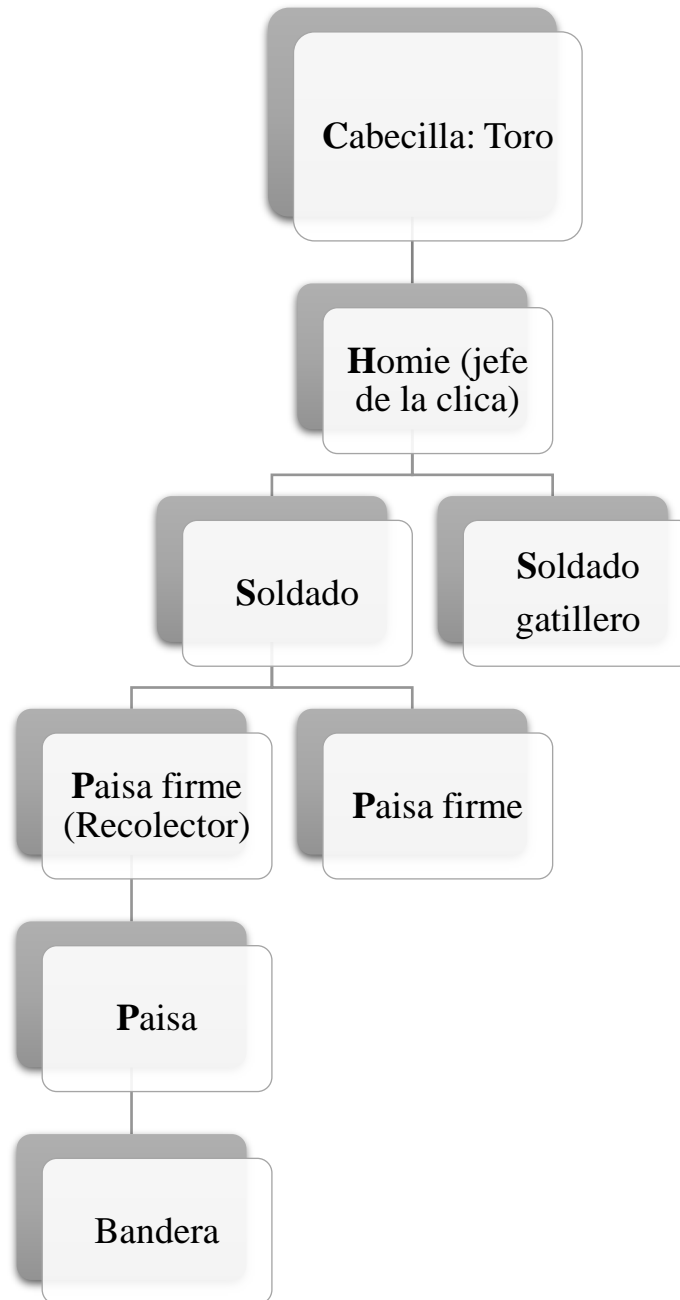 Cabecilla: Toro
Homie (jefe
de la clica)
Soldado
Soldado
gatillero
Paisa firme
(Recolector)
Paisa firme
Paisa
Bandera